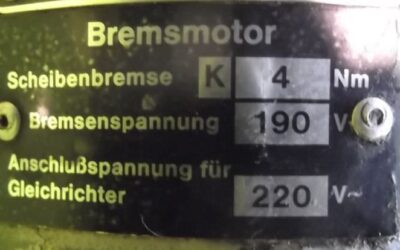 Bremsmotor
Scheibenbremse K 4 Nm
Bremsenspannung 190 V
Anschlußspannung für
Gleichrichter 220 V~